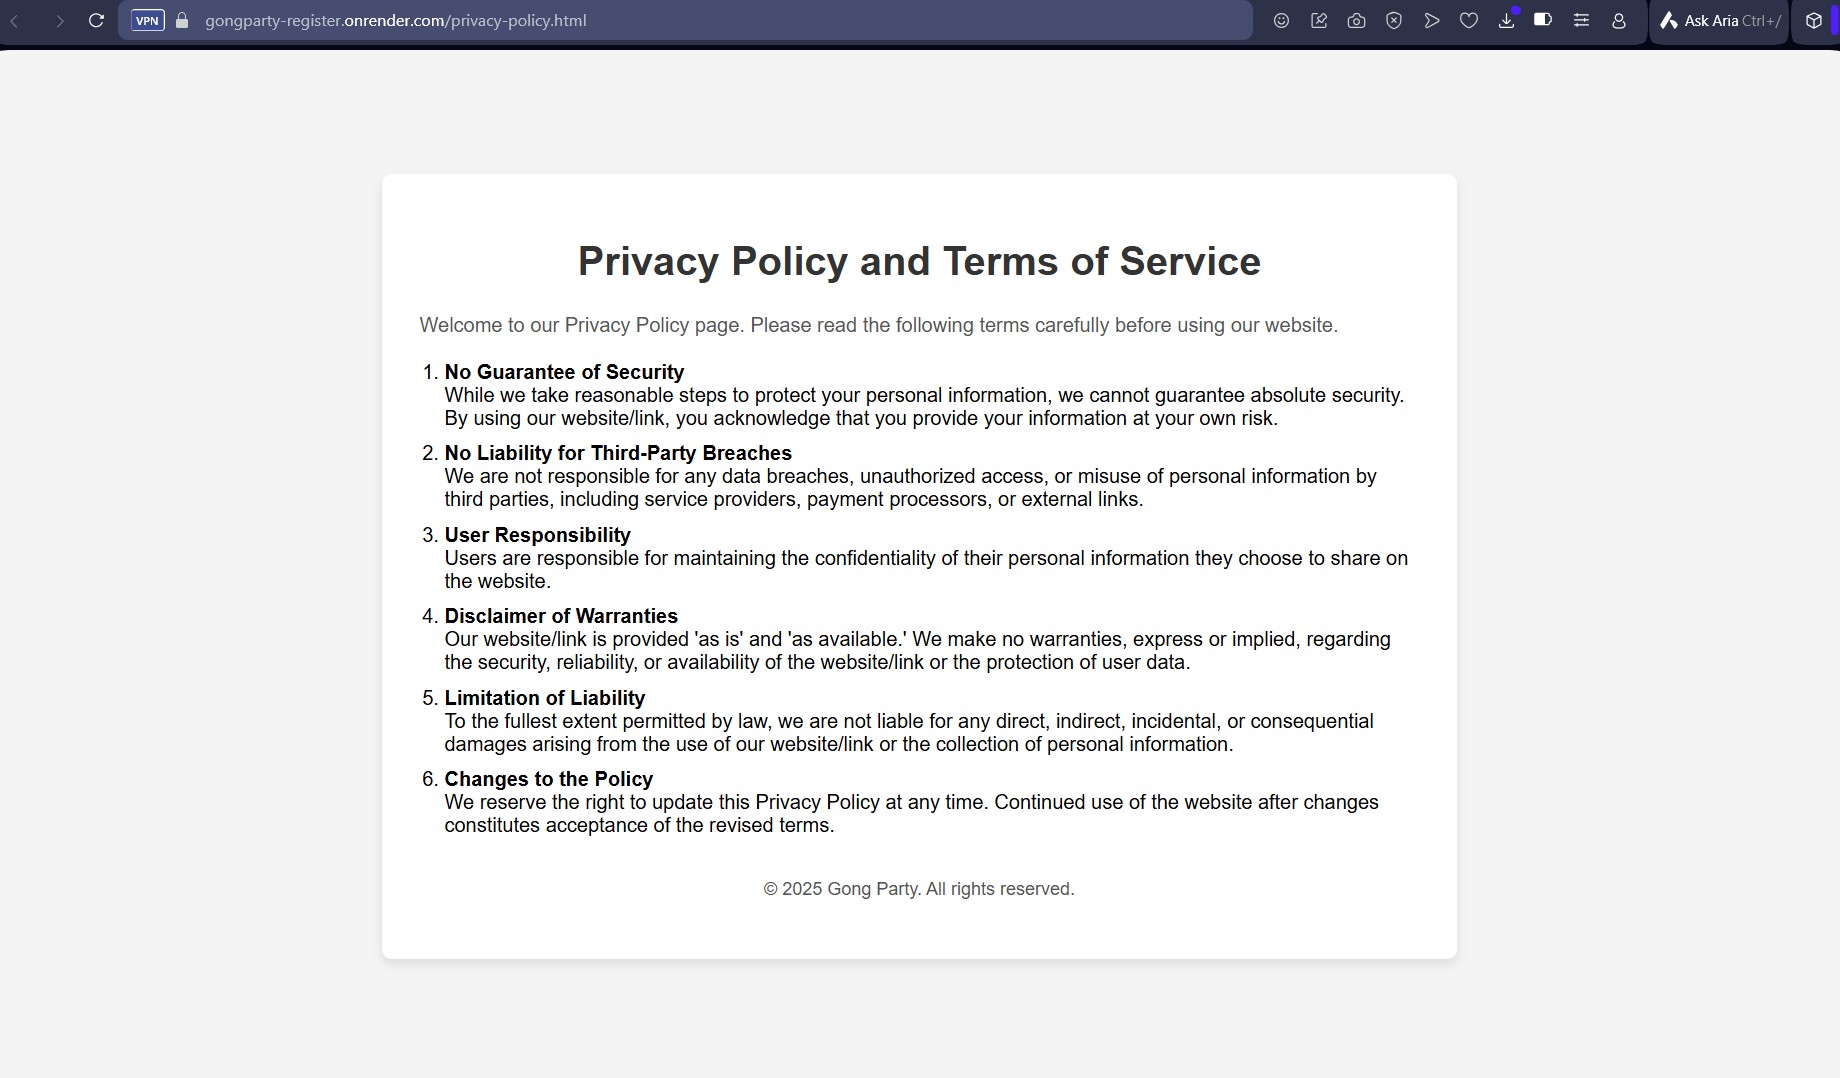 VPN
gongparty-register.onrender.com/privacy-policy.html
Ask Aria Ctrl+/
Privacy Policy and Terms of Service
Welcome to our Privacy Policy page. Please read the following terms carefully before using our website.
1. No Guarantee of Security
While we take reasonable steps to protect your personal information, we cannot guarantee absolute security.
By using our website/link, you acknowledge that you provide your information at your own risk.
2. No Liability for Third-Party Breaches
We are not responsible for any data breaches, unauthorized access, or misuse of personal information by
third parties, including service providers, payment processors, or external links.
3. User Responsibility
Users are responsible for maintaining the confidentiality of their personal information they choose to share on
the website.
4. Disclaimer of Warranties
Our website/link is provided 'as is' and 'as available.' We make no warranties, express or implied, regarding
the security, reliability, or availability of the website/link or the protection of user data.
5. Limitation of Liability
To the fullest extent permitted by law, we are not liable for any direct, indirect, incidental, or consequential
damages arising from the use of our website/link or the collection of personal information.
6. Changes to the Policy
We reserve the right to update this Privacy Policy at any time. Continued use of the website after changes
constitutes acceptance of the revised terms.
© 2025 Gong Party. All rights reserved.